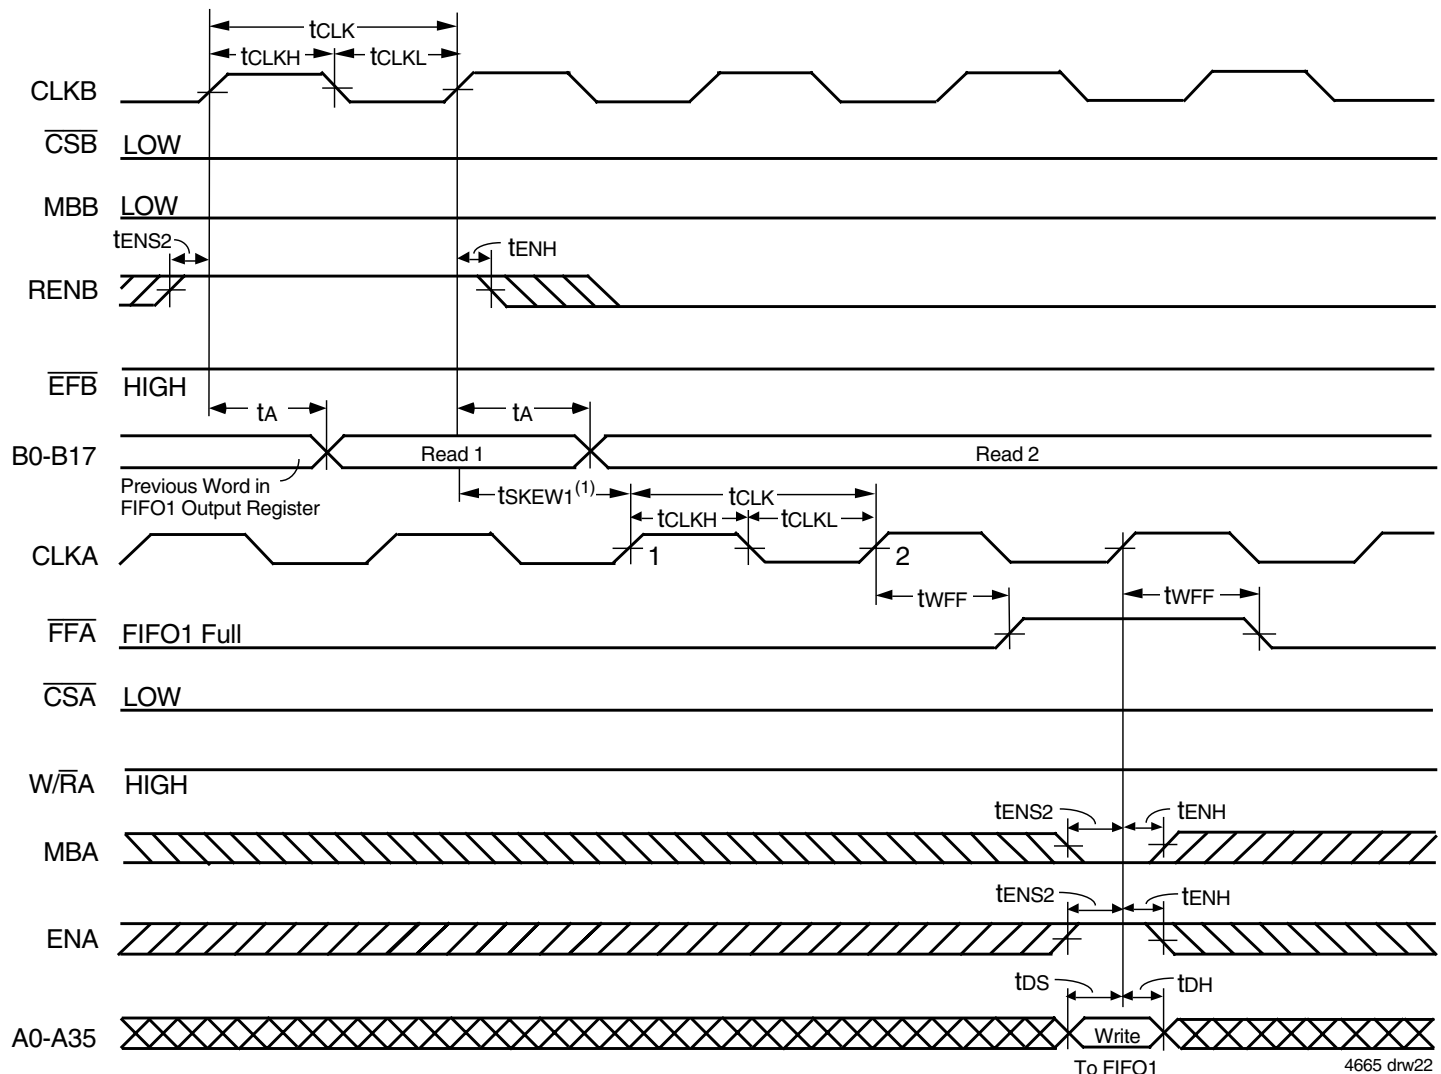 tCLK
tCLKH tCLKL
CLKB
CSB LOW
MBB LOW
tENS2 tENH
RENB
EFB HIGH
tA tA
B0-B17 Read 1 Read 2
Previous Word in
FIFO1 Output Register
tSKEW1(1) tCLK
tCLKH tCLKL
CLKA 1 2
tWFF tWFF
FFA FIFO1 Full
CSA LOW
W/RA HIGH
tENS2 tENH
MBA
tENS2 tENH
ENA
tDS tDH
A0-A35 Write
To FIFO1
4665 drw22